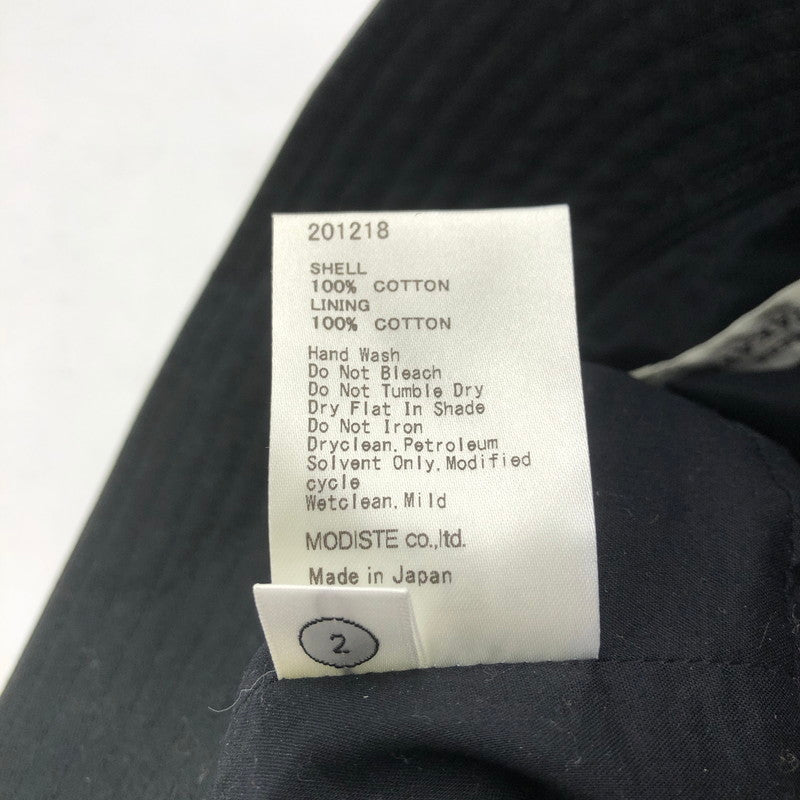 201218
SHELL
100% COTTON
LINING
100% COTTON
Hand Wash
Do Not Bleach
Do Not Tumble Dry
Dry Flat In Shade
Do Not Iron
Dryclean,Petroleum
Solvent Only,Modified
cycle
Wetclean,Mild
MODISTE co.,ltd.
Made in Japan
2